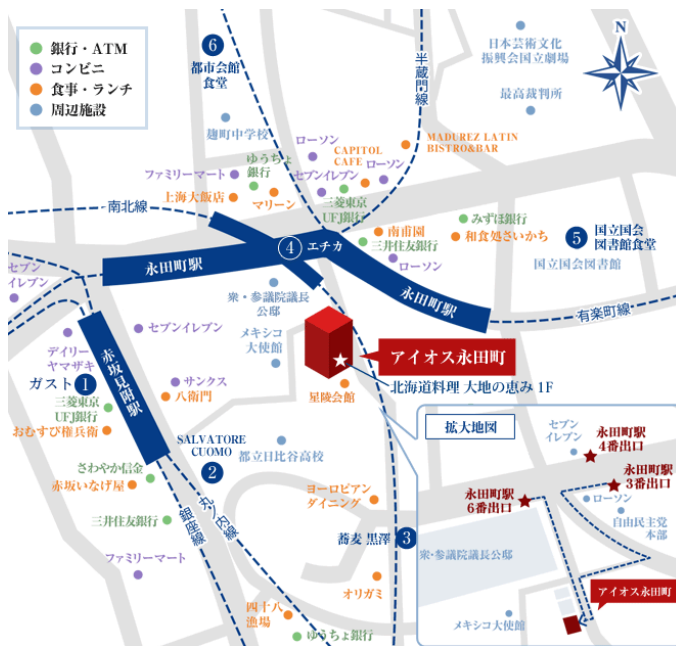 銀行・ATM
コンビニ
食事・ランチ
周辺施設
6
都市会館
食堂
麹町中学校
半蔵門線
日本芸術文化
振興会国立劇場
最高裁判所
N
ローソン
CAPITOL
CAFE
MADUREZ LATIN
BISTRO&BAR
ゆうちょ
銀行
ファミリーマート
セブンイレブン
ローソン
上海大飯店
マリーン
三菱東京
UFJ銀行
南北線
4
エチカ
南甫園
三井住友銀行
ローソン
みずほ銀行
和食処さいかち
5
国立国会
図書館食堂
国立国会図書館
永田町駅
永田町駅
有楽町線
セブン
イレブン
衆・参議院議長
公邸
メキシコ
大使館
セブンイレブン
デイリー
ヤマザキ
赤坂見附駅
アイオス永田町
北海道料理 大地の恵み 1F
星陵会館
ガスト
1
サンクス
八衛門
三菱東京
UFJ銀行
おむすび権兵衛
SALVATORE
CUOMO
2
都立日比谷高校
さわやか信金
赤坂いなげ屋
三井住友銀行
銀座線
丸ノ内線
ヨーロピアン
ダイニング
蕎麦 黒澤
3
ファミリーマート
オリガミ
四十八
漁場
ゆうちょ銀行
拡大地図
セブン
イレブン
永田町駅
4番出口
永田町駅
3番出口
永田町駅
6番出口
ローソン
自由民主党
本部
衆・参議院議長公邸
アイオス永田町
メキシコ大使館